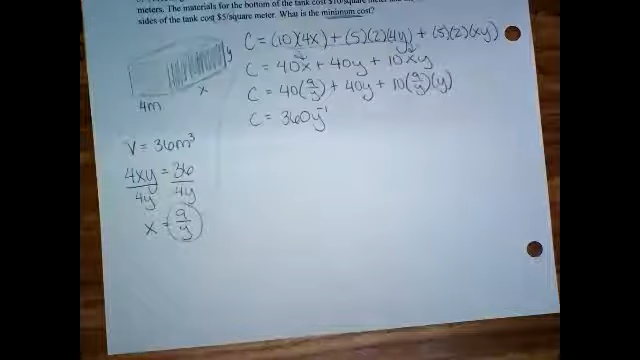 meters. The materials for the bottom of the tank cost $10/square meter and the
sides of the tank cost $5/square meter. What is the minimum cost?
C = (10)(4x) + (5)(2)(4y) + (5)(2)(xy)
C = 40x + 40y + 10xy
C = 40(9/y) + 40y + 10(9/y)(y)
C = 360y⁻¹
y
x
4m
V = 36m³
4xy = 36
4y 4y
x = 9/y